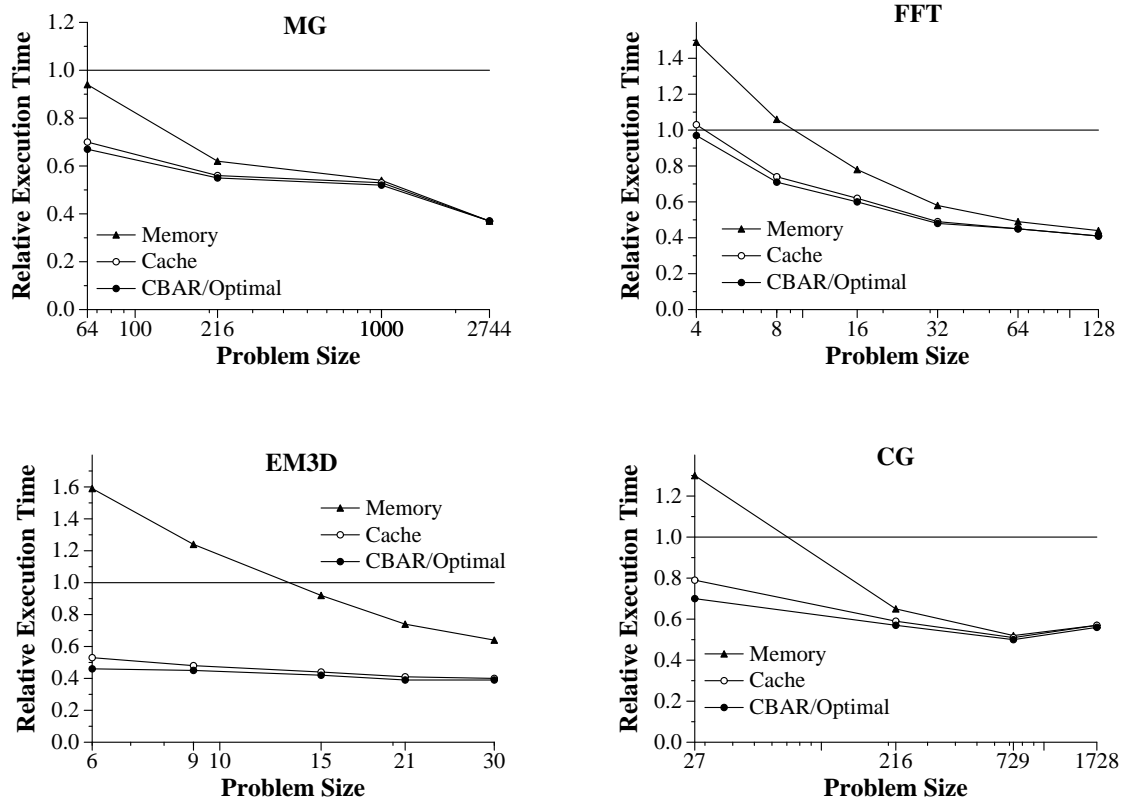 MG
Relative Execution Time
1.2
1.0
0.8
0.6
0.4
0.2
0.0
Memory
Cache
CBAR/Optimal
64 100 216 1000 2744
Problem Size
FFT
Relative Execution Time
1.4
1.2
1.0
0.8
0.6
0.4
0.2
0.0
Memory
Cache
CBAR/Optimal
4 8 16 32 64 128
Problem Size
EM3D
Relative Execution Time
1.6
1.4
1.2
1.0
0.8
0.6
0.4
0.2
0.0
Memory
Cache
CBAR/Optimal
6 9 10 15 21 30
Problem Size
CG
Relative Execution Time
1.2
1.0
0.8
0.6
0.4
0.2
0.0
Memory
Cache
CBAR/Optimal
27 216 729 1728
Problem Size